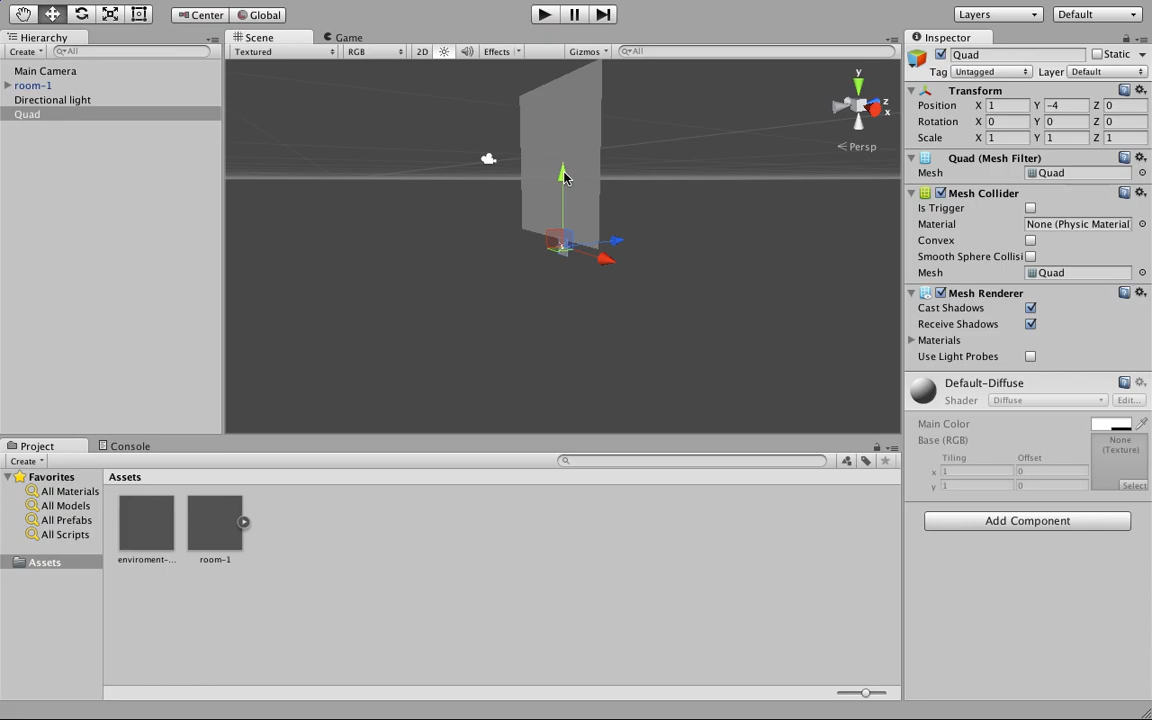 Center
Global
Layers
Default
Hierarchy
Create
All
Main Camera
room-1
Directional light
Quad
Scene
Game
Textured
RGB
2D
Effects
Gizmos
All
y
z
x
Persp
Inspector
Quad
Static
Tag
Untagged
Layer
Default
Transform
Position X 1 Y -4 Z 0
Rotation X 0 Y 0 Z 0
Scale X 1 Y 1 Z 1
Quad (Mesh Filter)
Mesh Quad
Mesh Collider
Is Trigger
Material None (Physic Material
Convex
Smooth Sphere Collisi
Mesh Quad
Mesh Renderer
Cast Shadows
Receive Shadows
Materials
Use Light Probes
Default-Diffuse
Shader Diffuse Edit...
Main Color
Base (RGB)
None
(Texture)
Tiling Offset
x 1 0
y 1 0
Select
Add Component
Project
Console
Create
Favorites
All Materials
All Models
All Prefabs
All Scripts
Assets
Assets
enviroment-...
room-1